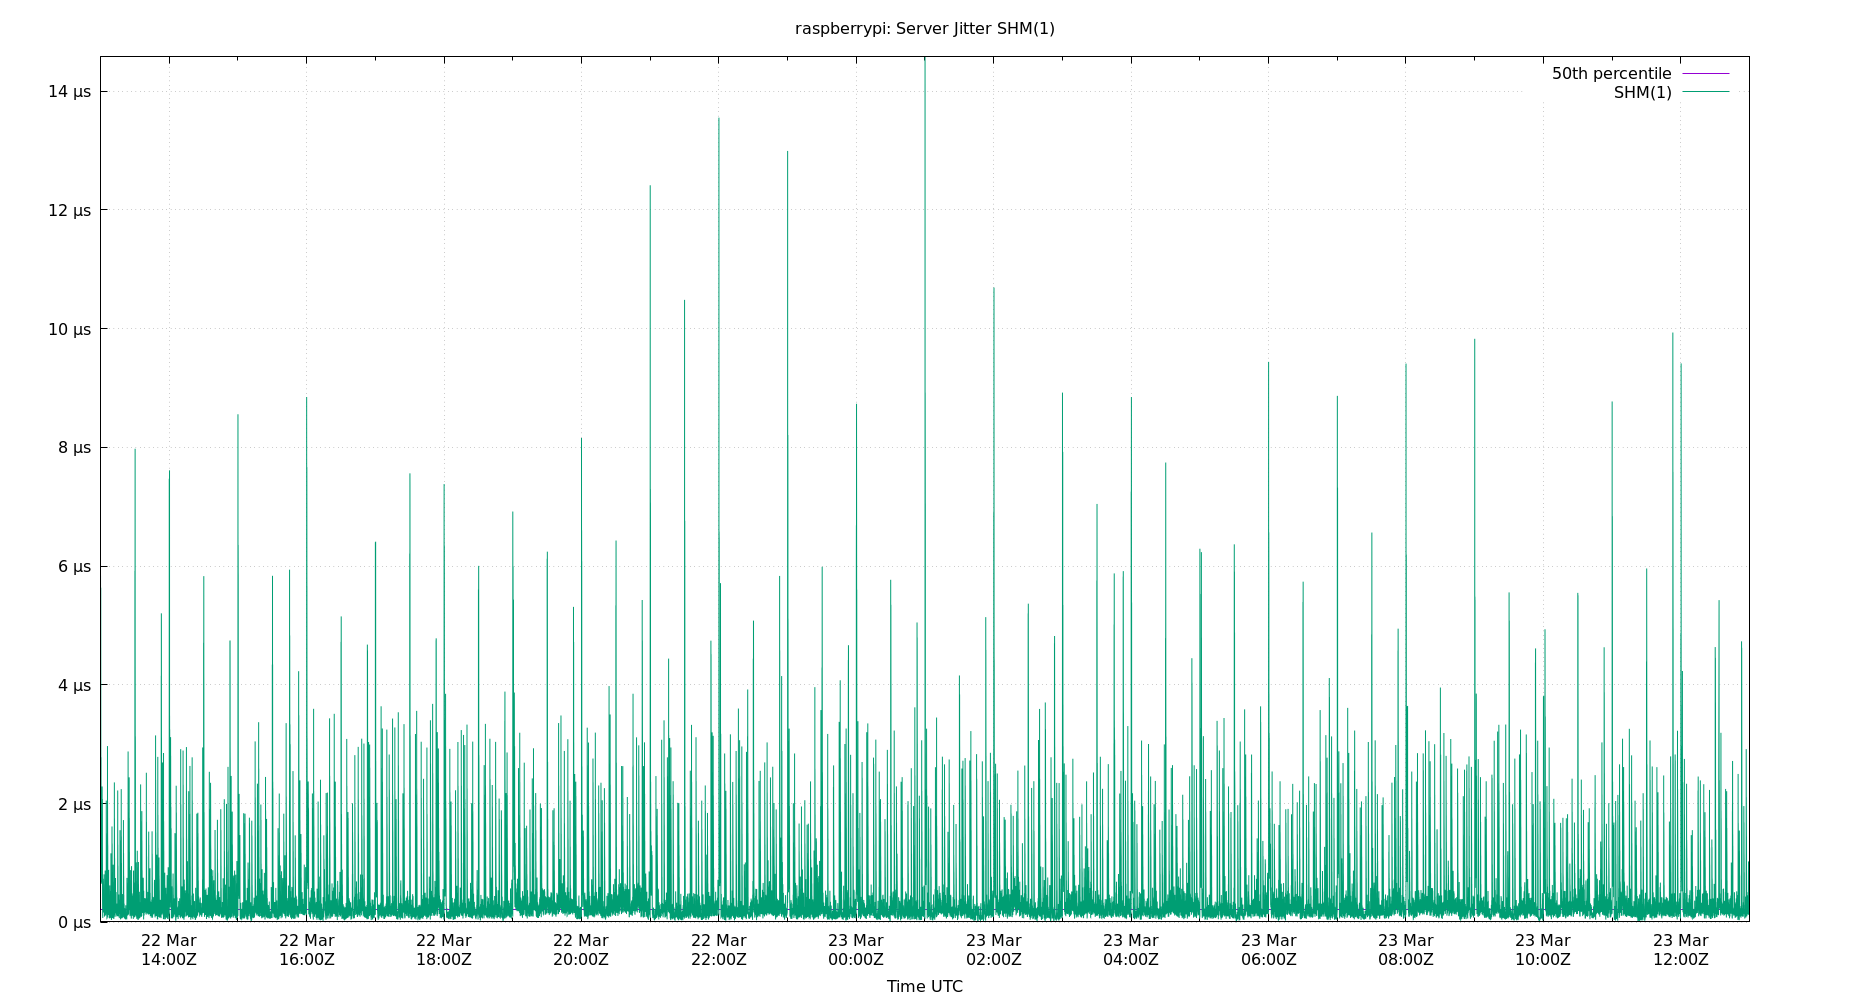 raspberrypi: Server Jitter SHM(1)
50th percentile
SHM(1)
14 µs
12 µs
10 µs
8 µs
6 µs
4 µs
2 µs
0 µs
22 Mar 22 Mar 22 Mar 22 Mar 22 Mar 23 Mar 23 Mar 23 Mar 23 Mar 23 Mar 23 Mar 23 Mar
14:00Z 16:00Z 18:00Z 20:00Z 22:00Z 00:00Z 02:00Z 04:00Z 06:00Z 08:00Z 10:00Z 12:00Z
Time UTC